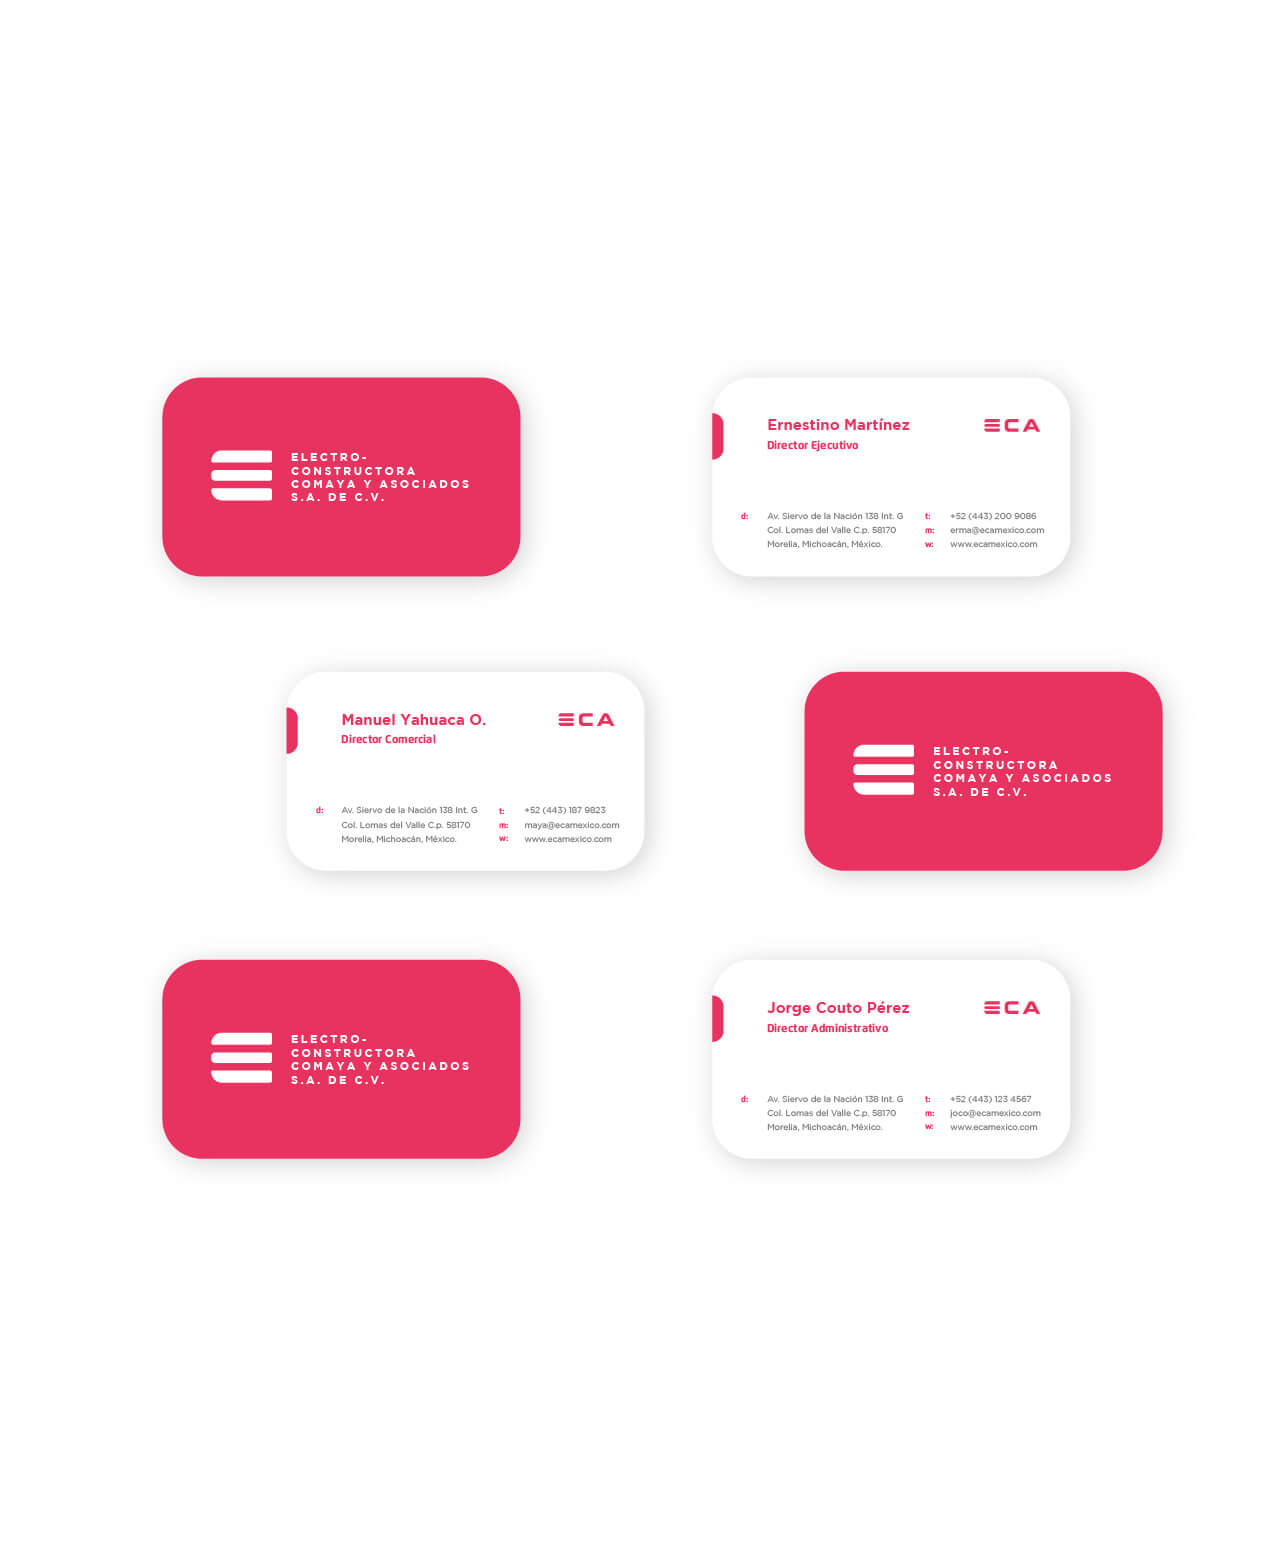 ELECTRO-
CONSTRUCTORA
COMAYA Y ASOCIADOS
S.A. DE C.V.
Ernestino Martínez
Director Ejecutivo
ECA
d: Av. Siervo de la Nación 138 Int. G
Col. Lomas del Valle C.p. 58170
Morelia, Michoacán, México.
t: +52 (443) 200 9086
m: erma@ecamexico.com
w: www.ecamexico.com
Manuel Yahuaca O.
Director Comercial
ECA
d: Av. Siervo de la Nación 138 Int. G
Col. Lomas del Valle C.p. 58170
Morelia, Michoacán, México.
t: +52 (443) 187 9823
m: maya@ecamexico.com
w: www.ecamexico.com
ELECTRO-
CONSTRUCTORA
COMAYA Y ASOCIADOS
S.A. DE C.V.
ELECTRO-
CONSTRUCTORA
COMAYA Y ASOCIADOS
S.A. DE C.V.
Jorge Couto Pérez
Director Administrativo
ECA
d: Av. Siervo de la Nación 138 Int. G
Col. Lomas del Valle C.p. 58170
Morelia, Michoacán, México.
t: +52 (443) 123 4567
m: joco@ecamexico.com
w: www.ecamexico.com